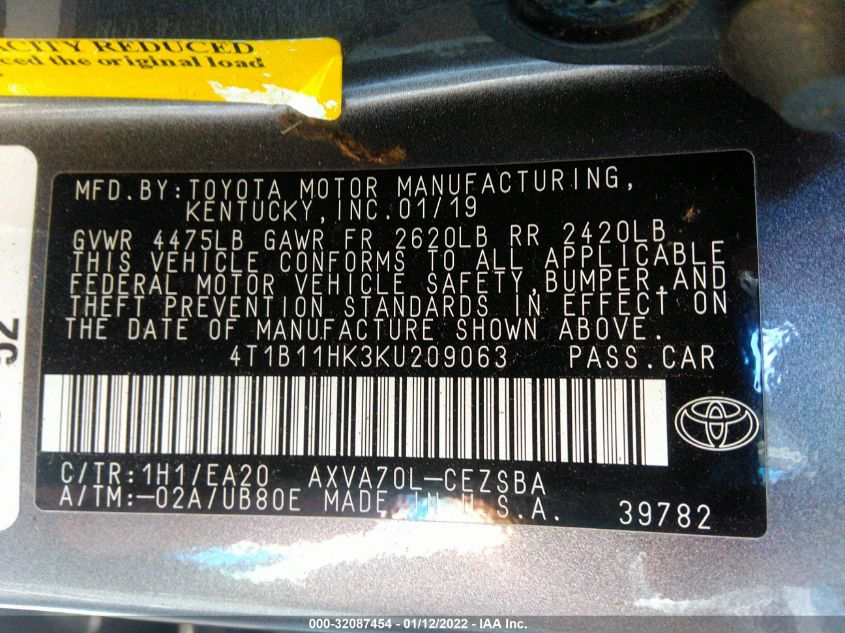 ACITY REDUCED
ced the original load
52
MFD.BY:TOYOTA MOTOR MANUFACTURING,
KENTUCKY,INC.01/19
GVWR 4475LB GAWR FR 2620LB RR 2420LB
THIS VEHICLE CONFORMS TO ALL APPLICABLE
FEDERAL MOTOR VEHICLE SAFETY,BUMPER,AND
THEFT PREVENTION STANDARDS IN EFFECT ON
THE DATE OF MANUFACTURE SHOWN ABOVE.
4T1B11HK3KU209063 PASS.CAR
C/TR:1H1/EA20 AXVA70L-CEZSBA
A/TM:-02A/UB80E MADE IN U.S.A. 39782
000-32087454 - 01/12/2022 - IAA Inc.